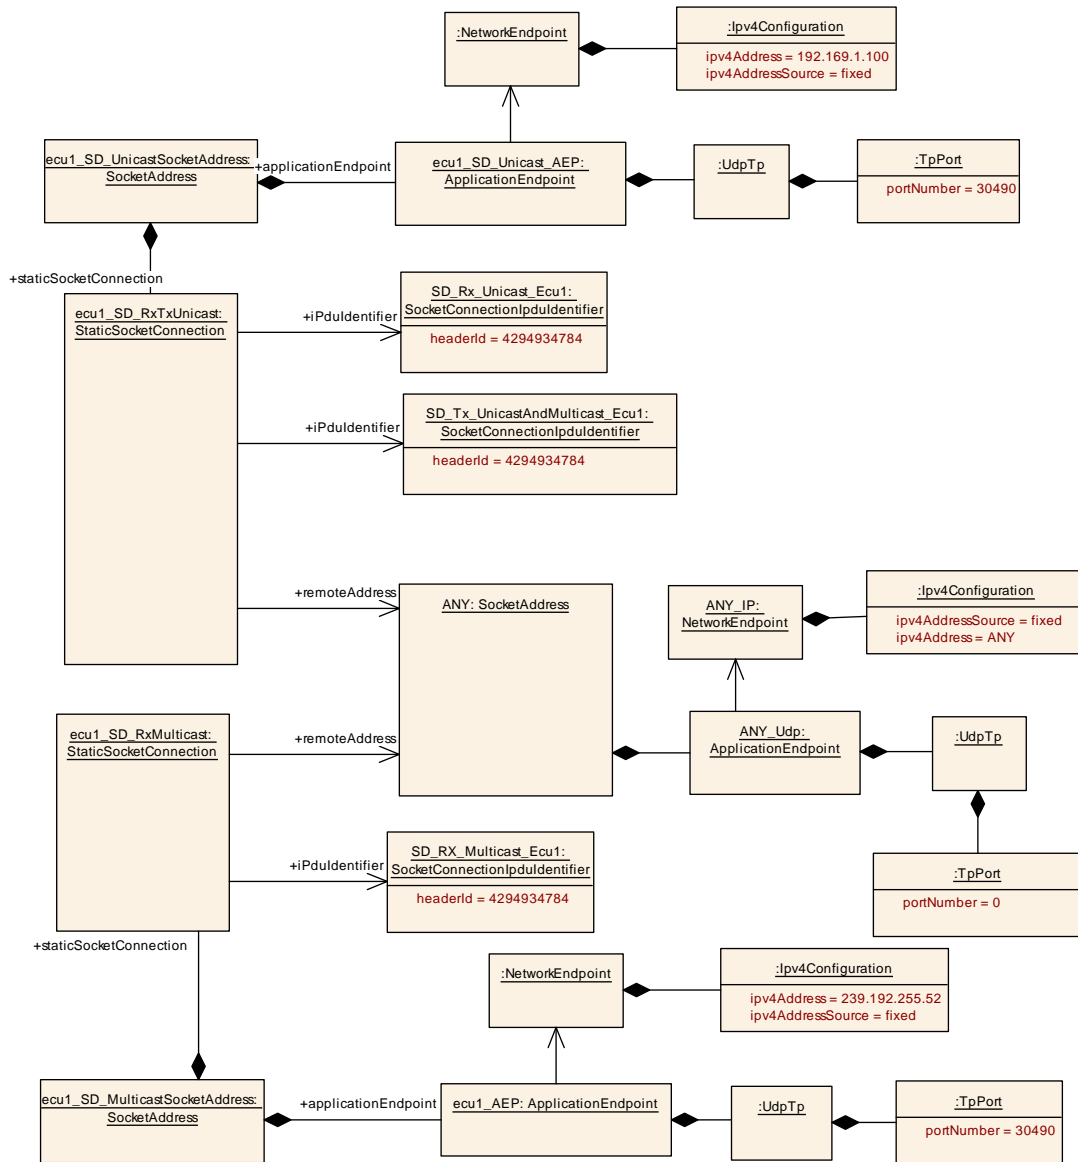 :NetworkEndpoint
:Ipv4Configuration
ipv4Address = 192.169.1.100
ipv4AddressSource = fixed
ecu1_SD_UnicastSocketAddress:
SocketAddress
+applicationEndpoint
ecu1_SD_Unicast_AEP:
ApplicationEndpoint
:UdpTp
:TpPort
portNumber = 30490
+staticSocketConnection
ecu1_SD_RxTxUnicast:
StaticSocketConnection
+iPduIdentifier
SD_Rx_Unicast_Ecu1:
SocketConnectionIpduIdentifier
headerId = 4294934784
+iPduIdentifier
SD_Tx_UnicastAndMulticast_Ecu1:
SocketConnectionIpduIdentifier
headerId = 4294934784
+remoteAddress
ANY: SocketAddress
ANY_IP:
NetworkEndpoint
:Ipv4Configuration
ipv4AddressSource = fixed
ipv4Address = ANY
ecu1_SD_RxMulticast:
StaticSocketConnection
+remoteAddress
ANY_Udp:
ApplicationEndpoint
:UdpTp
+iPduIdentifier
SD_RX_Multicast_Ecu1:
SocketConnectionIpduIdentifier
headerId = 4294934784
:TpPort
portNumber = 0
+staticSocketConnection
:NetworkEndpoint
:Ipv4Configuration
ipv4Address = 239.192.255.52
ipv4AddressSource = fixed
ecu1_SD_MulticastSocketAddress:
SocketAddress
+applicationEndpoint
ecu1_AEP: ApplicationEndpoint
:UdpTp
:TpPort
portNumber = 30490